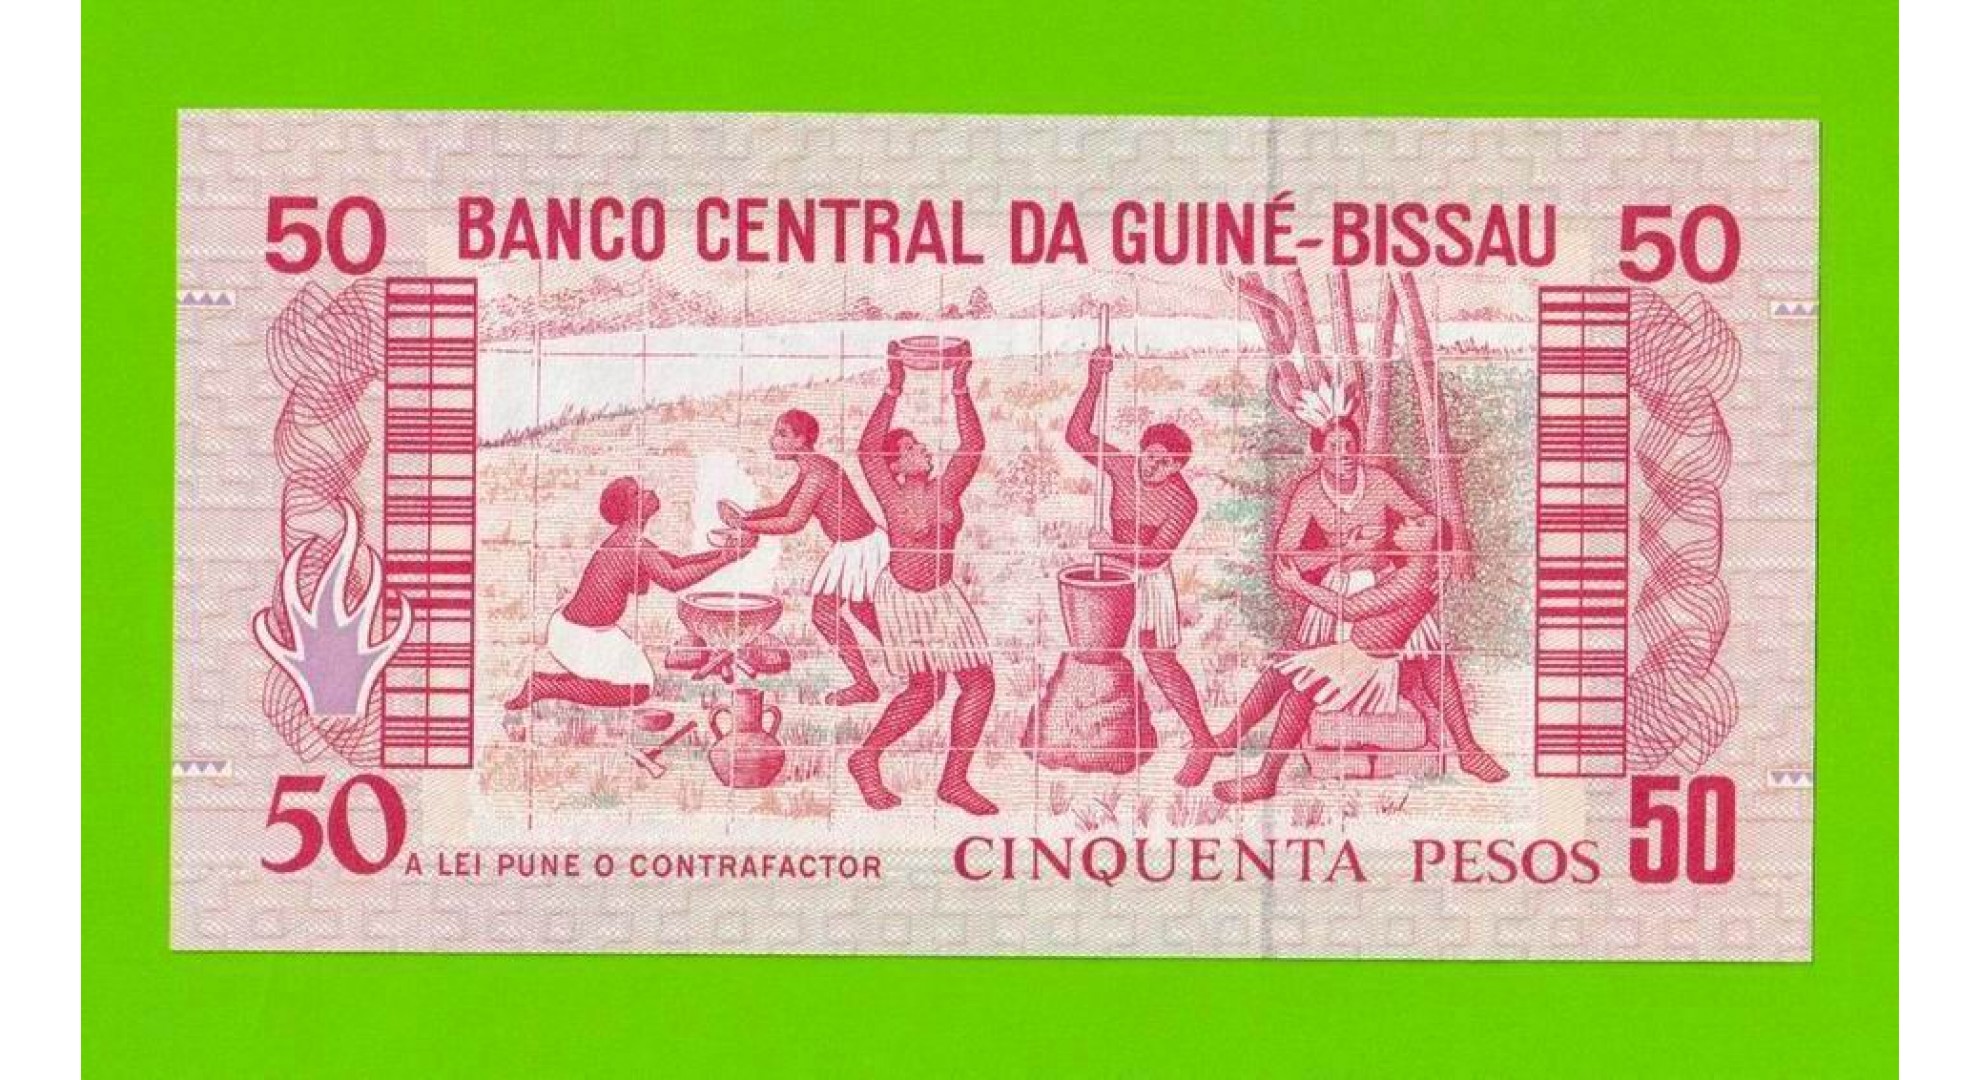 50 BANCO CENTRAL DA GUINÉ-BISSAU 50
50 A LEI PUNE O CONTRAFACTOR CINQUENTA PESOS 50